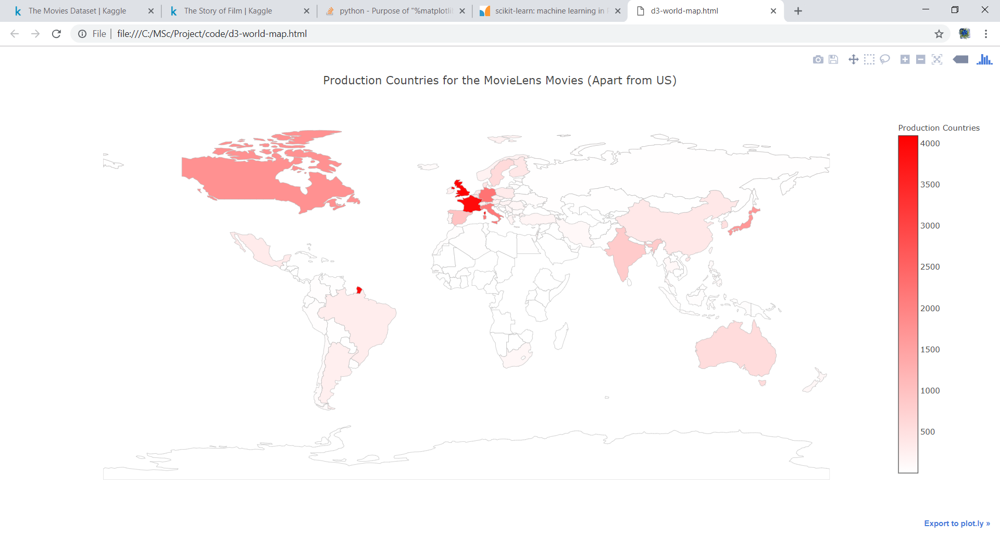 The Movies Dataset | Kaggle
The Story of Film | Kaggle
python - Purpose of "%matplotlib
scikit-learn: machine learning in P
d3-world-map.html
File
file:///C:/MSc/Project/code/d3-world-map.html
Production Countries for the MovieLens Movies (Apart from US)
Production Countries
4000
3500
3000
2500
2000
1500
1000
500
Export to plot.ly »